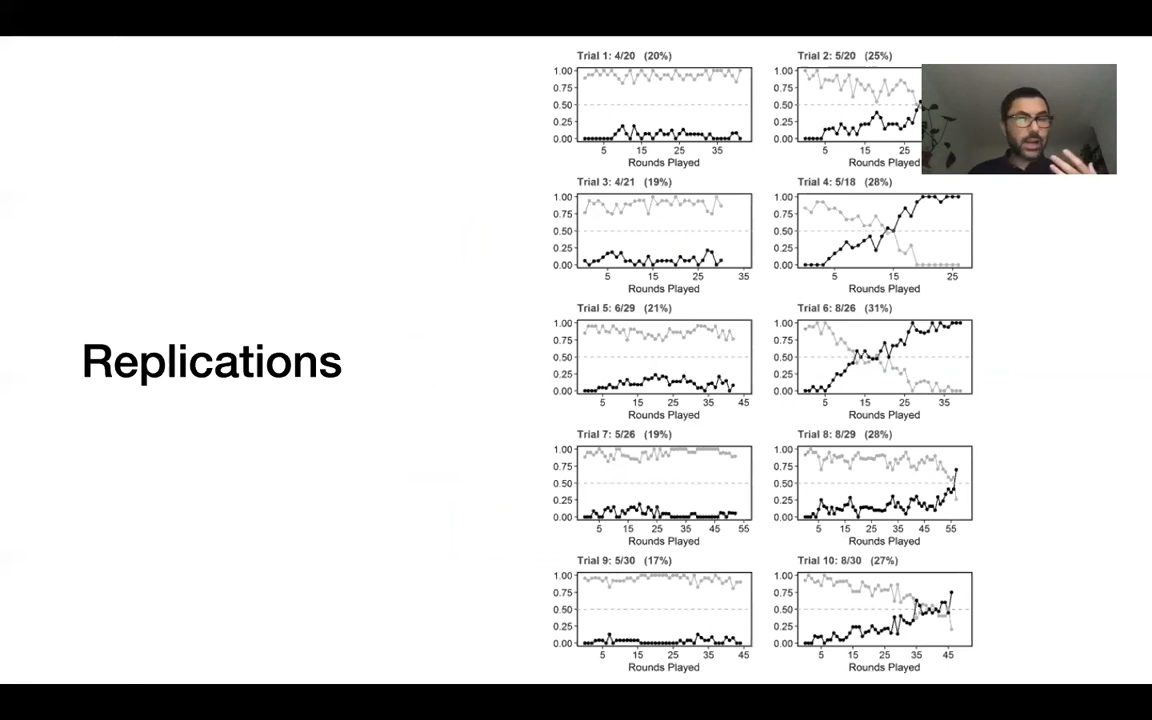 Replications
Trial 1: 4/20 (20%)
1.00
0.75
0.50
0.25
0.00
5 15 25 35
Rounds Played
Trial 2: 5/20 (25%)
1.00
0.75
0.50
0.25
0.00
5 15 25
Rounds Played
Trial 3: 4/21 (19%)
1.00
0.75
0.50
0.25
0.00
5 15 25 35
Rounds Played
Trial 4: 5/18 (28%)
1.00
0.75
0.50
0.25
0.00
5 15 25
Rounds Played
Trial 5: 6/29 (21%)
1.00
0.75
0.50
0.25
0.00
5 15 25 35 45
Rounds Played
Trial 6: 8/26 (31%)
1.00
0.75
0.50
0.25
0.00
5 15 25 35
Rounds Played
Trial 7: 5/26 (19%)
1.00
0.75
0.50
0.25
0.00
5 15 25 35 45 55
Rounds Played
Trial 8: 8/29 (28%)
1.00
0.75
0.50
0.25
0.00
5 15 25 35 45 55
Rounds Played
Trial 9: 5/30 (17%)
1.00
0.75
0.50
0.25
0.00
5 15 25 35 45
Rounds Played
Trial 10: 8/30 (27%)
1.00
0.75
0.50
0.25
0.00
5 15 25 35 45
Rounds Played